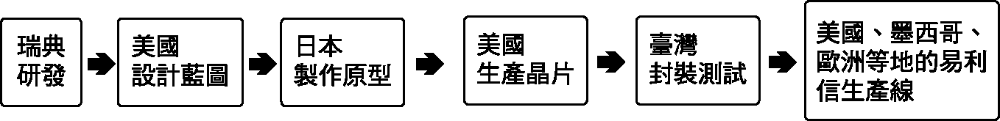 瑞典
研發
美國
設計藍圖
日本
製作原型
美國
生產晶片
臺灣
封裝測試
美國、墨西哥、
歐洲等地的易利
信生產線